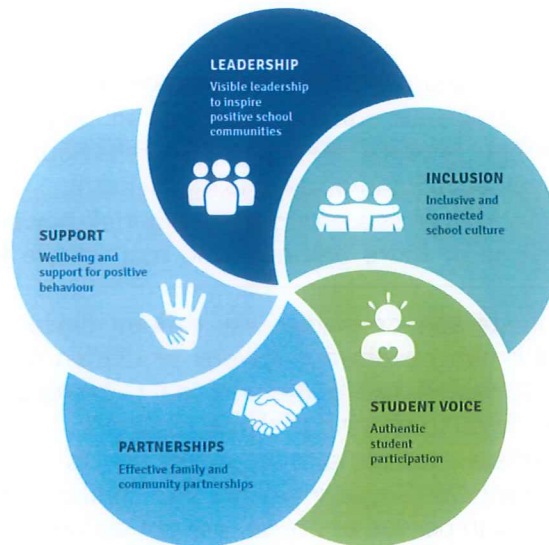 LEADERSHIP
Visible leadership
to inspire
positive school
communities
INCLUSION
Inclusive and
connected
school culture
STUDENT VOICE
Authentic
student
participation
PARTNERSHIPS
Effective family and
community partnerships
SUPPORT
Wellbeing and
support for positive
behaviour